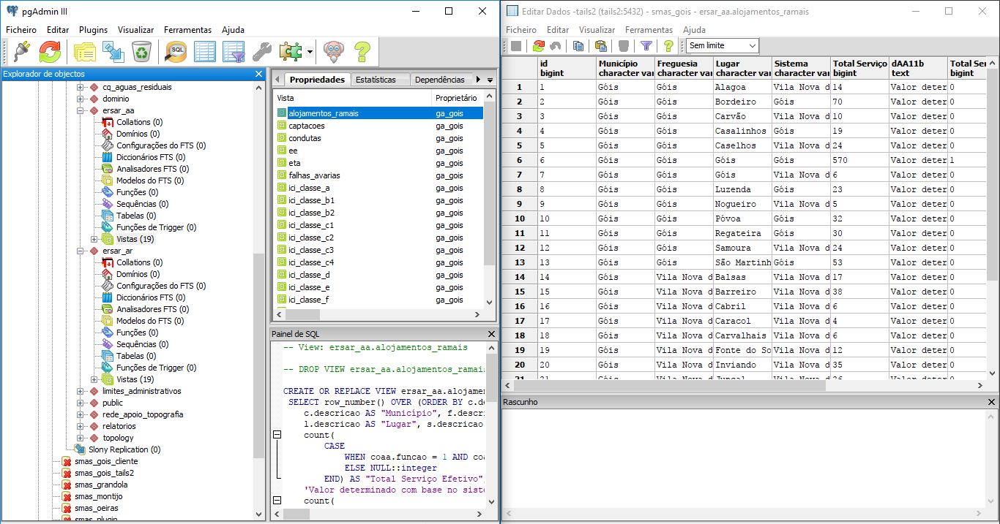 pgAdmin III
Ficheiro Editar Plugins Visualizar Ferramentas Ajuda
SQL
Explorador de objectos
cq_aguas_residuais
dominio
ersar_aa
Collations (0)
Domínios (0)
Configurações do FTS (0)
Diccionários FTS (0)
Analisadores FTS (0)
Modelos do FTS (0)
Funções (0)
Sequências (0)
Tabelas (0)
Funções de Trigger (0)
Vistas (19)
ersar_ar
Collations (0)
Domínios (0)
Configurações do FTS (0)
Diccionários FTS (0)
Analisadores FTS (0)
Modelos do FTS (0)
Funções (0)
Sequências (0)
Tabelas (0)
Funções de Trigger (0)
Vistas (19)
limites_administrativos
public
rede_apoio_topografia
relatorios
topology
Slony Replication (0)
smas_gois_cliente
smas_gois_tails2
smas_grandola
smas_montijo
smas_oeiras
smas_plugin
Propriedades Estatísticas Dependências
Vista Proprietário
alojamentos_ramais ga_gois
captacoes ga_gois
condutas ga_gois
ee ga_gois
eta ga_gois
falhas_avarias ga_gois
ici_classe_a ga_gois
ici_classe_b1 ga_gois
ici_classe_b2 ga_gois
ici_classe_c1 ga_gois
ici_classe_c2 ga_gois
ici_classe_c3 ga_gois
ici_classe_c4 ga_gois
ici_classe_d ga_gois
ici_classe_e ga_gois
ici_classe_f ga_gois
Painel de SQL
-- View: ersar_aa.alojamentos_ramais
-- DROP VIEW ersar_aa.alojamentos_ramais
CREATE OR REPLACE VIEW ersar_aa.alojame
SELECT row_number() OVER (ORDER BY c.de
c.descricao AS "Município", f.descri
l.descricao AS "Lugar", s.descricao
count(
CASE
WHEN coaa.funcao = 1 AND coa
ELSE NULL::integer
END) AS "Total Serviço Efetivo",
'Valor determinado com base no siste
count(
Editar Dados -tails2 (tails2:5432) - smas_gois - ersar_aa.alojamentos_ramais
Ficheiro Editar Visualizar Ferramentas Ajuda
Sem limite
id Município Freguesia Lugar Sistema Total Serviço dAA11b Total Ser
bigint character var character var character var character var bigint text bigint
1 1 Góis Góis Alagoa Vila Nova d 14 Valor deter 0
2 2 Góis Góis Bordeiro Góis 70 Valor deter 0
3 3 Góis Góis Carvão Vila Nova d 10 Valor deter 0
4 4 Góis Góis Casalinhos Góis 19 Valor deter 0
5 5 Góis Góis Caselhos Vila Nova d 24 Valor deter 0
6 6 Góis Góis Góis Góis 570 Valor deter 1
7 7 Góis Góis Góis Vila Nova d 6 Valor deter 0
8 8 Góis Góis Luzenda Góis 23 Valor deter 0
9 9 Góis Góis Nogueiro Vila Nova d 5 Valor deter 0
10 10 Góis Góis Póvoa Góis 32 Valor deter 0
11 11 Góis Góis Regateira Góis 30 Valor deter 0
12 12 Góis Góis Samoura Vila Nova d 24 Valor deter 0
13 13 Góis Góis São Martinh Góis 53 Valor deter 0
14 14 Góis Vila Nova d Balsas Vila Nova d 17 Valor deter 0
15 15 Góis Vila Nova d Barreiro Vila Nova d 38 Valor deter 0
16 16 Góis Vila Nova d Cabril Vila Nova d 6 Valor deter 0
17 17 Góis Vila Nova d Caracol Vila Nova d 4 Valor deter 0
18 18 Góis Vila Nova d Carvalhais Vila Nova d 6 Valor deter 0
19 19 Góis Vila Nova d Fonte do So Vila Nova d 12 Valor deter 0
20 20 Góis Vila Nova d Inviando Vila Nova d 35 Valor deter 0
Rascunho